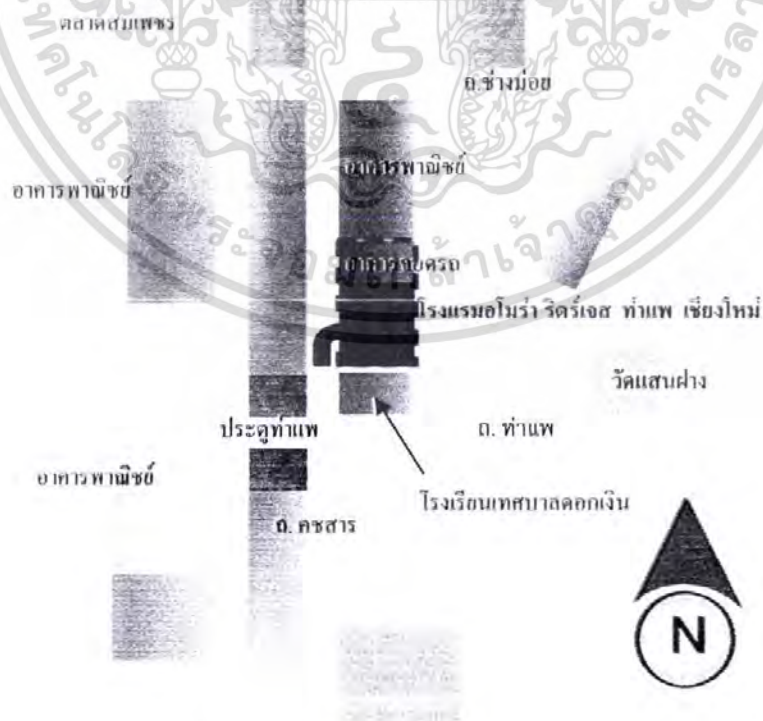 ตลาดสมเพชร
ถ.ช่างม่อย
อาคารพาณิชย์
อาคารพาณิชย์
อาคารจอดรถ
โรงแรมอโมร่า ริดร์เจส ท่าแพ เชียงใหม่
วัดแสนฝาง
ประตูท่าแพ
ถ. ท่าแพ
อาคารพาณิชย์
โรงเรียนเทศบาลดอกเงิน
ถ. คชสาร
N